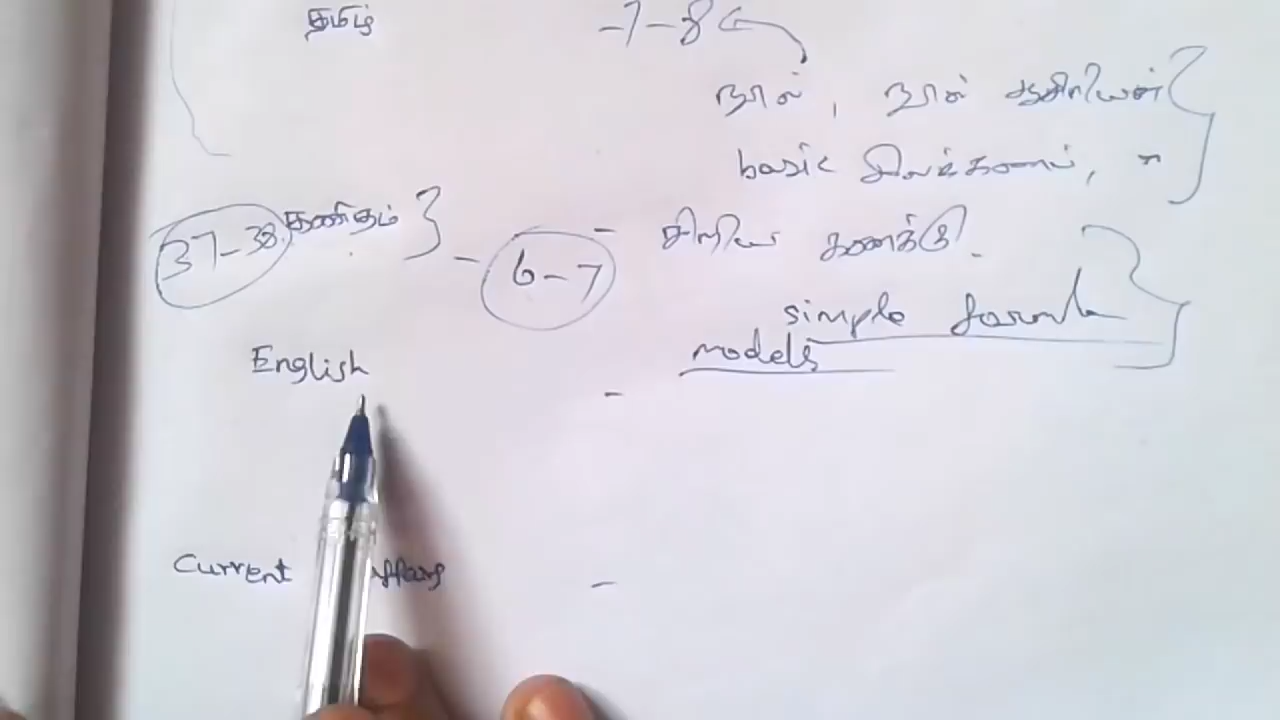 தமிழ் -7-8
நூல், நூல் ஆசிரியர்
basic இலக்கணம்,
37-38 கணிதம் - 6-7 - சிறிய கணக்கு.
simple formula
models
English -
Current Affairs -